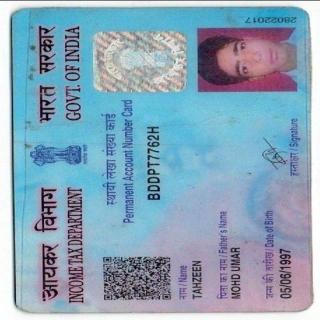 आयकर विभाग
INCOME TAX DEPARTMENT
भारत सरकार
GOVT. OF INDIA
स्थायी लेखा संख्या कार्ड
Permanent Account Number Card
BDDPT7762H
नाम / Name
TAHZEEN
पिता का नाम / Father's Name
MOHD UMAR
जन्म की तारीख / Date of Birth
05/06/1997
हस्ताक्षर / Signature
28022017